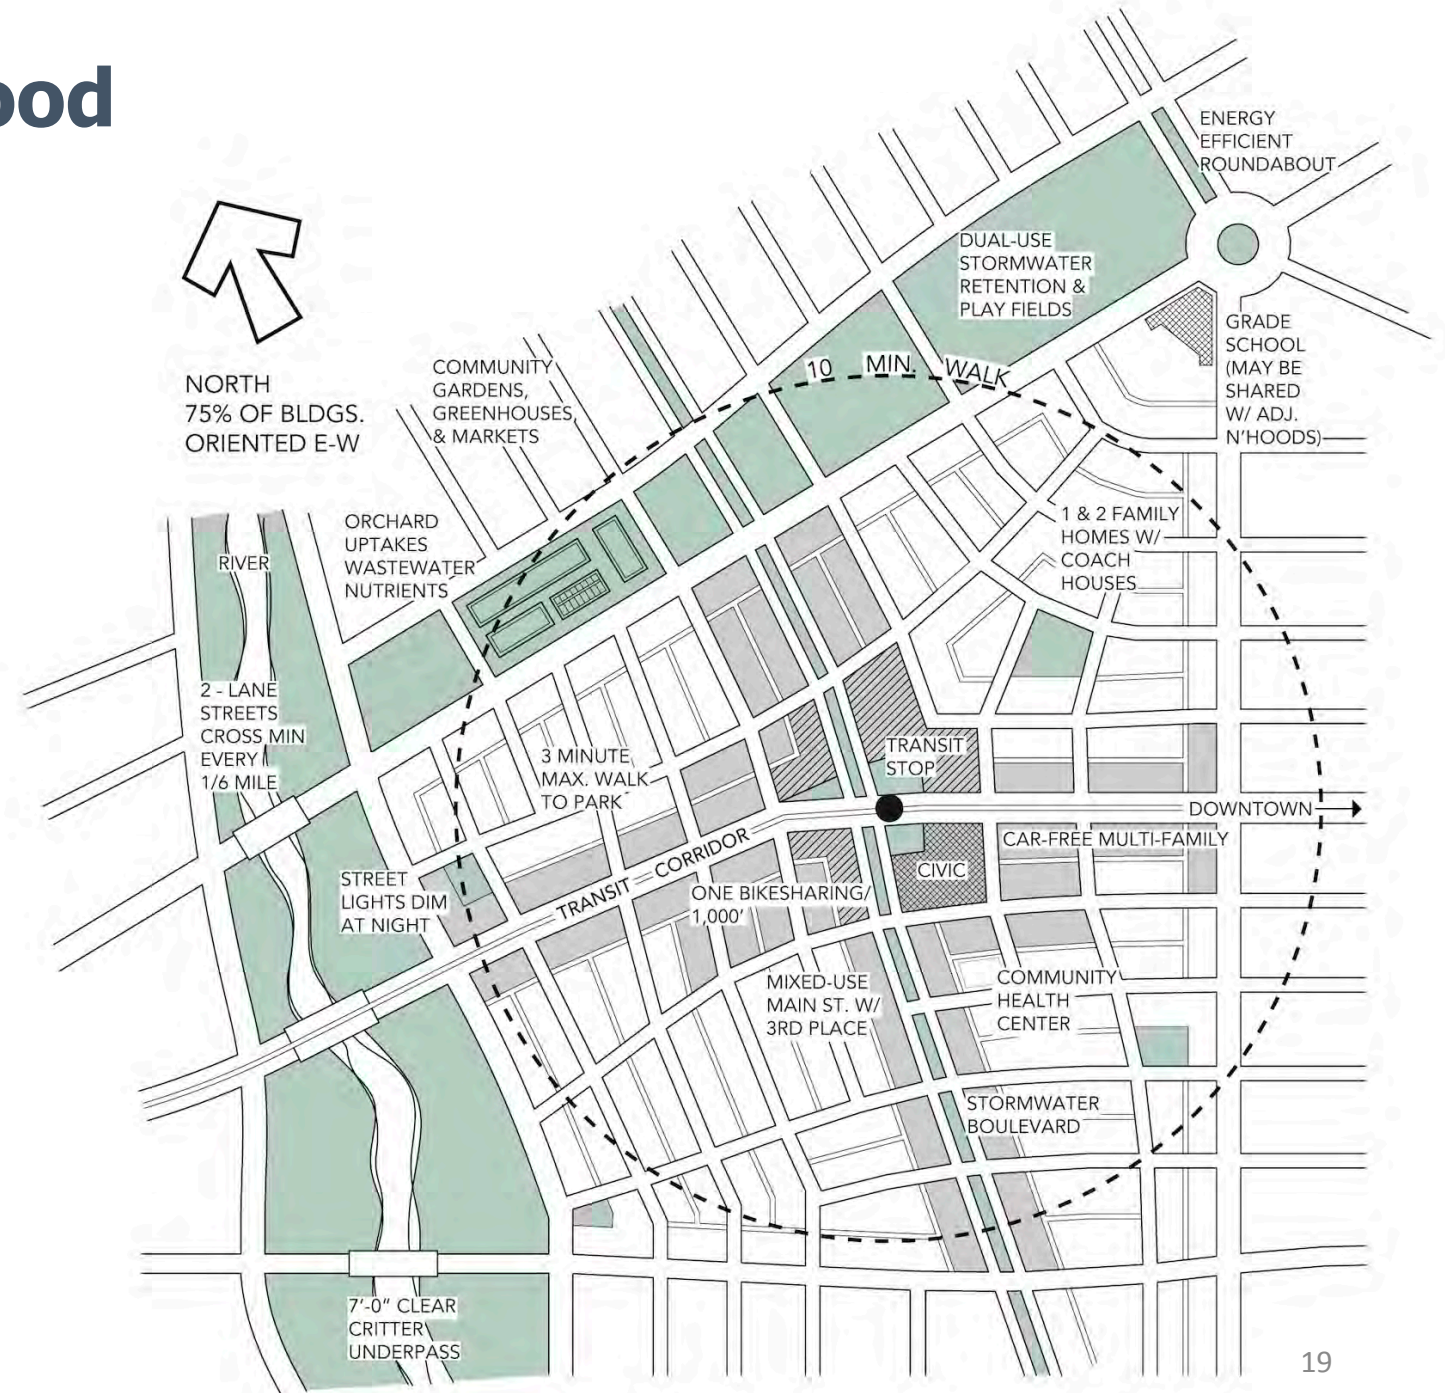 ood
ENERGY
EFFICIENT
ROUNDABOUT
DUAL-USE
STORMWATER
RETENTION &
PLAY FIELDS
GRADE
SCHOOL
(MAY BE
SHARED
W/ ADJ.
N'HOODS)
10 MIN. WALK
NORTH
75% OF BLDGS.
ORIENTED E-W
COMMUNITY
GARDENS,
GREENHOUSES,
& MARKETS
ORCHARD
UPTAKES
WASTEWATER
NUTRIENTS
RIVER
1 & 2 FAMILY
HOMES W/
COACH
HOUSES
2 - LANE
STREETS
CROSS MIN
EVERY
1/6 MILE
3 MINUTE
MAX. WALK
TO PARK
TRANSIT
STOP
DOWNTOWN
CAR-FREE MULTI-FAMILY
CIVIC
TRANSIT CORRIDOR
STREET
LIGHTS DIM
AT NIGHT
ONE BIKESHARING/
1,000'
MIXED-USE
MAIN ST. W/
3RD PLACE
COMMUNITY
HEALTH
CENTER
STORMWATER
BOULEVARD
7'-0" CLEAR
CRITTER
UNDERPASS
19